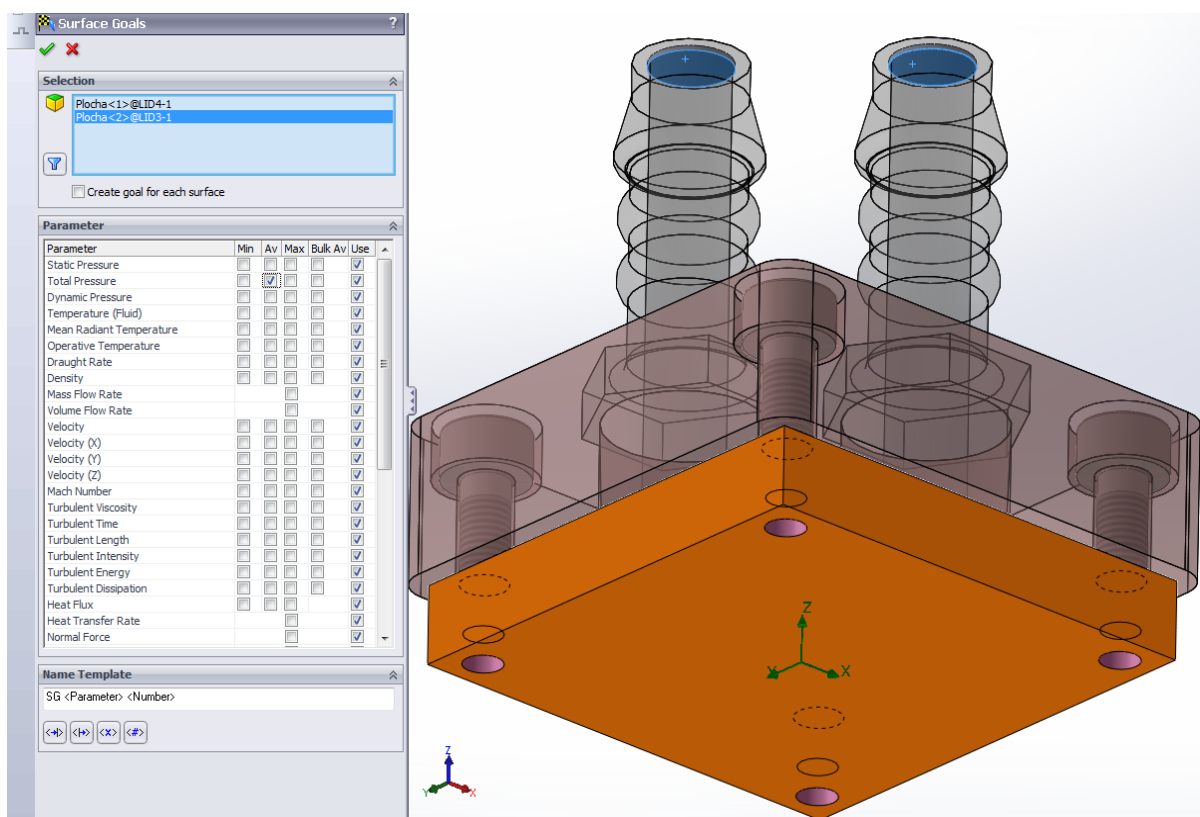 Surface Goals ?
Selection
Plocha<1>@LID4-1
Plocha<2>@LID3-1
Create goal for each surface
Parameter
Parameter Min Av Max Bulk Av Use
Static Pressure
Total Pressure
Dynamic Pressure
Temperature (Fluid)
Mean Radiant Temperature
Operative Temperature
Draught Rate
Density
Mass Flow Rate
Volume Flow Rate
Velocity
Velocity (X)
Velocity (Y)
Velocity (Z)
Mach Number
Turbulent Viscosity
Turbulent Time
Turbulent Length
Turbulent Intensity
Turbulent Energy
Turbulent Dissipation
Heat Flux
Heat Transfer Rate
Normal Force
Name Template
SG <Parameter> <Number>
<x> <#>
Z
X
Z
Y X